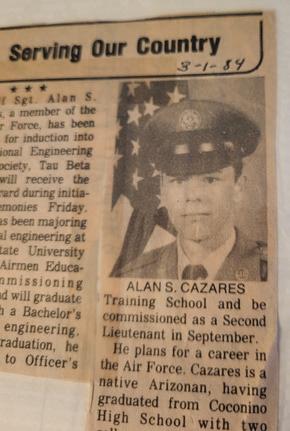 Serving Our Country
3-1-84
★ ★ ★
Sgt. Alan S.
a member of the
Force, has been
for induction into
ional Engineering
ociety, Tau Beta
will receive the
ard during initia-
emonies Friday.
as been majoring
al engineering at
tate University
Airmen Educa-
mmissioning
d will graduate
h a Bachelor's
engineering.
raduation, he
to Officer's
ALAN S. CAZARES
Training School and be
commissioned as a Second
Lieutenant in September.
He plans for a career in
the Air Force. Cazares is a
native Arizonan, having
graduated from Coconino
High School with two